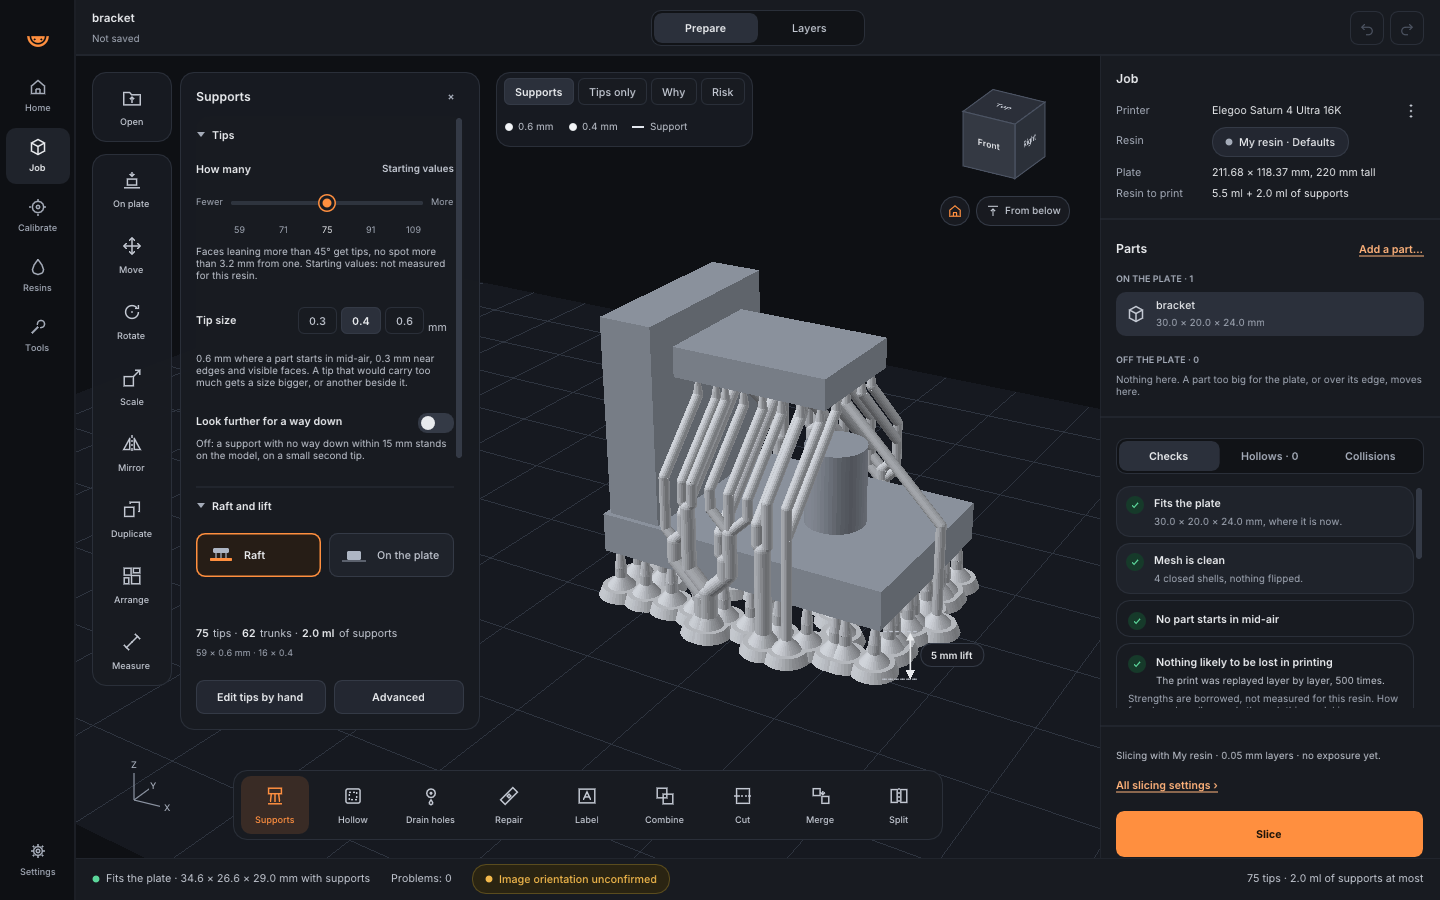 bracket
Not saved
Prepare
Layers
Home
Job
Calibrate
Resins
Tools
Settings
Open
On plate
Move
Rotate
Scale
Mirror
Duplicate
Arrange
Measure
Supports
×
Tips
How many
Starting values
Fewer
More
59 71 75 91 109
Faces leaning more than 45° get tips, no spot more
than 3.2 mm from one. Starting values: not measured
for this resin.
Tip size
0.3 0.4 0.6 mm
0.6 mm where a part starts in mid-air, 0.3 mm near
edges and visible faces. A tip that would carry too
much gets a size bigger, or another beside it.
Look further for a way down
Off: a support with no way down within 15 mm stands
on the model, on a small second tip.
Raft and lift
Raft
On the plate
75 tips · 62 trunks · 2.0 ml of supports
59 × 0.6 mm · 16 × 0.4
Edit tips by hand
Advanced
Supports
Tips only
Why
Risk
0.6 mm
0.4 mm
Support
Top
Front
Right
From below
5 mm lift
Z
Y
X
Supports
Hollow
Drain holes
Repair
Label
Combine
Cut
Merge
Split
Job
Printer
Elegoo Saturn 4 Ultra 16K
Resin
My resin · Defaults
Plate
211.68 × 118.37 mm, 220 mm tall
Resin to print
5.5 ml + 2.0 ml of supports
Parts
Add a part...
ON THE PLATE · 1
bracket
30.0 × 20.0 × 24.0 mm
OFF THE PLATE · 0
Nothing here. A part too big for the plate, or over its edge, moves
here.
Checks
Hollows · 0
Collisions
Fits the plate
30.0 × 20.0 × 24.0 mm, where it is now.
Mesh is clean
4 closed shells, nothing flipped.
No part starts in mid-air
Nothing likely to be lost in printing
The print was replayed layer by layer, 500 times.
Strengths are borrowed, not measured for this resin. How
Slicing with My resin · 0.05 mm layers · no exposure yet.
All slicing settings ›
Slice
Fits the plate · 34.6 × 26.6 × 29.0 mm with supports
Problems: 0
Image orientation unconfirmed
75 tips · 2.0 ml of supports at most